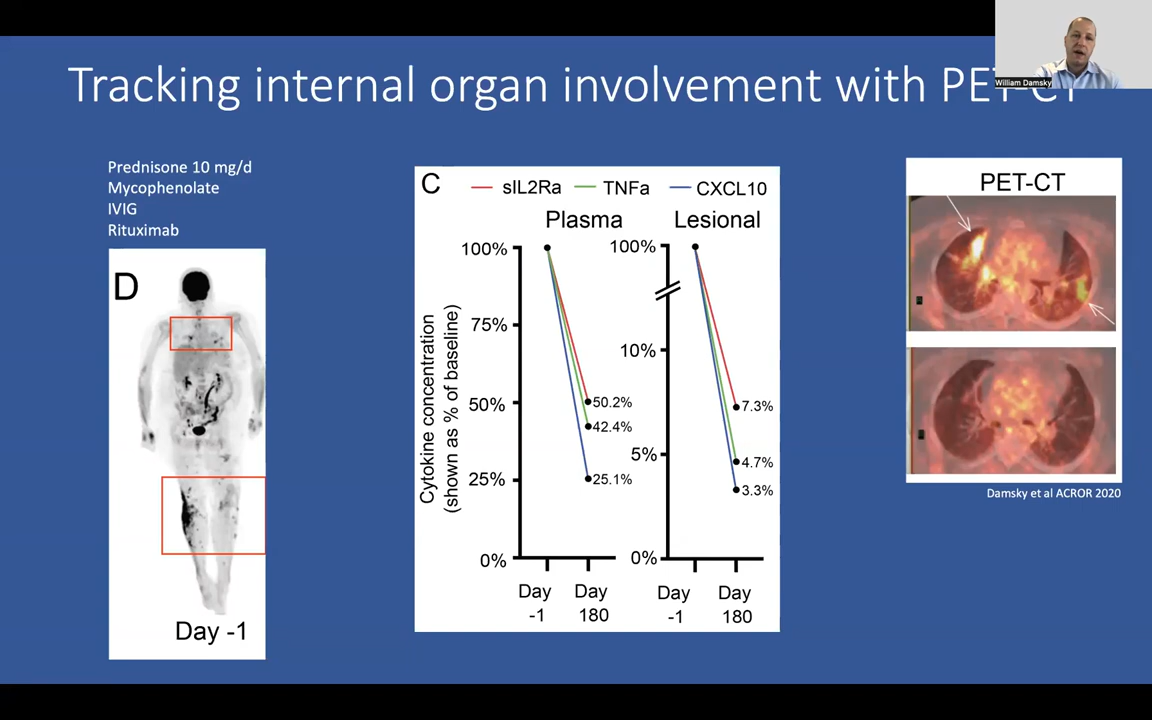 William Damsky
Tracking internal organ involvement with PET-CT
Prednisone 10 mg/d
Mycophenolate
IVIG
Rituximab
D
Day -1
C
sIL2Ra TNFa CXCL10
Plasma Lesional
Cytokine concentration
(shown as % of baseline)
100%
75%
50%
25%
0%
50.2%
42.4%
25.1%
Day
-1
Day
180
100%
10%
5%
0%
7.3%
4.7%
3.3%
Day
-1
Day
180
PET-CT
Damsky et al ACROR 2020